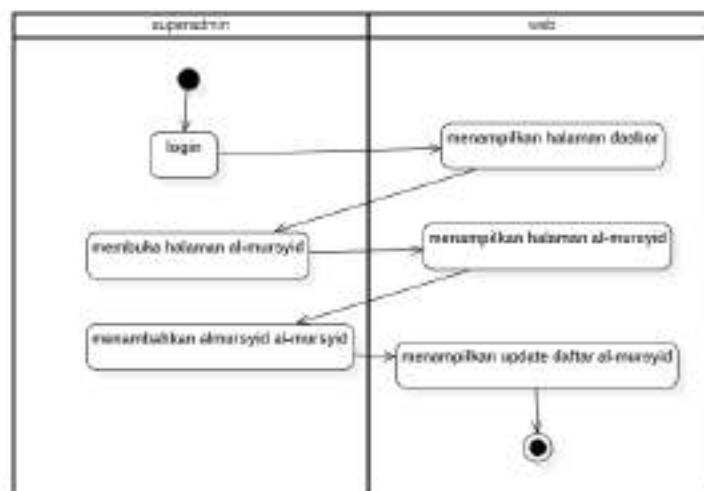 superadmin
web
login
menampilkan halaman dasbor
membuka halaman al-mursyid
menampilkan halaman al-mursyid
menambahkan almursyid al-mursyid
menampilkan update daftar al-mursyid